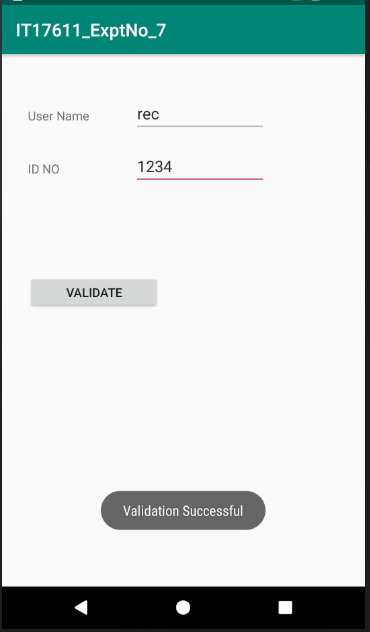 IT17611_ExptNo_7
User Name rec
ID NO 1234
VALIDATE
Validation Successful